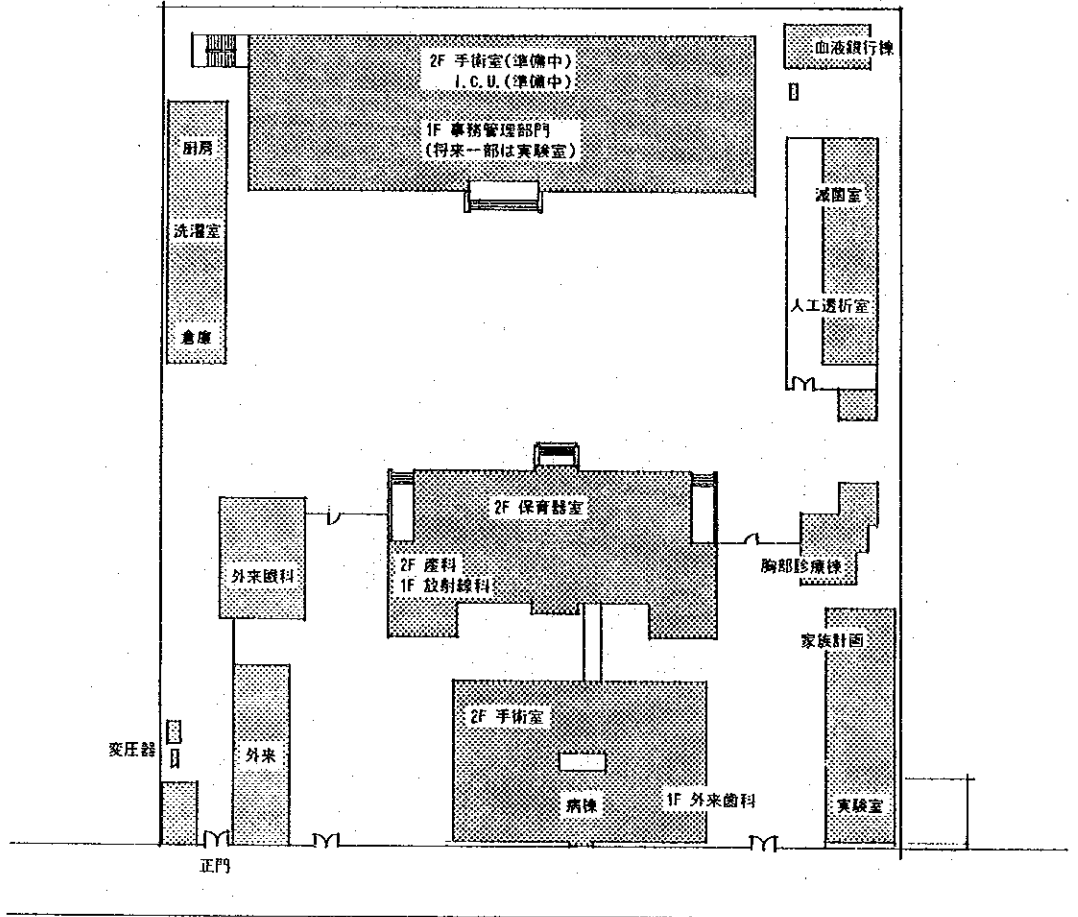 2F 手術室(準備中)
I.C.U.(準備中)
1F 事務管理部門
(将来一部は実験室)
血液銀行棟
厨房
洗濯室
倉庫
滅菌室
人工透析室
2F 保育器室
2F 産科
1F 放射線科
外来眼科
胸部診療棟
家族計画
2F 手術室
変圧器
外来
病棟
1F 外来歯科
実験室
正門